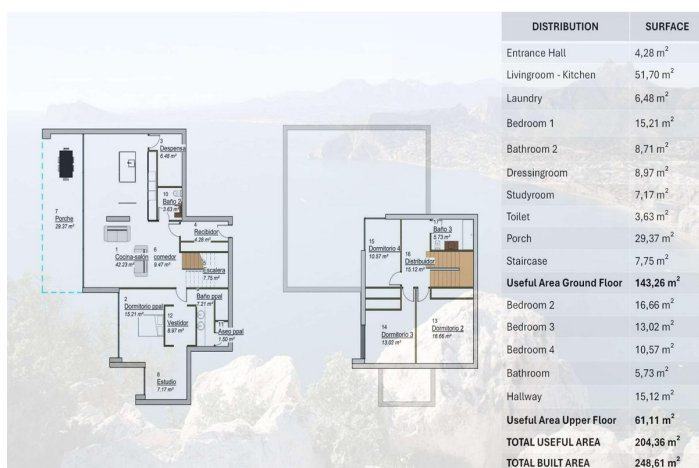 3
Despensa
6.48 m²
10
Baño 2
3.63 m²
4
Recibidor
4.28 m²
7
Porche
29.37 m²
1
Cocina-salón
42.23 m²
6
comedor
9.47 m²
5
Escalera
7.75 m²
2
Dormitorio ppal
15.21 m²
12
Vestidor
8.97 m²
Baño ppal
7.21 m²
11
Aseo ppal
1.50 m²
8
Estudio
7.17 m²
15
Dormitorio 4
10.57 m²
16
Distribuidor
15.12 m²
17
Baño 3
5.73 m²
14
Dormitorio 3
13.02 m²
13
Dormitorio 2
16.66 m²
DISTRIBUTION SURFACE
Entrance Hall 4,28 m²
Livingroom - Kitchen 51,70 m²
Laundry 6,48 m²
Bedroom 1 15,21 m²
Bathroom 2 8,71 m²
Dressingroom 8,97 m²
Studyroom 7,17 m²
Toilet 3,63 m²
Porch 29,37 m²
Staircase 7,75 m²
Useful Area Ground Floor 143,26 m²
Bedroom 2 16,66 m²
Bedroom 3 13,02 m²
Bedroom 4 10,57 m²
Bathroom 5,73 m²
Hallway 15,12 m²
Useful Area Upper Floor 61,11 m²
TOTAL USEFUL AREA 204,36 m²
TOTAL BUILT AREA 248,61 m²